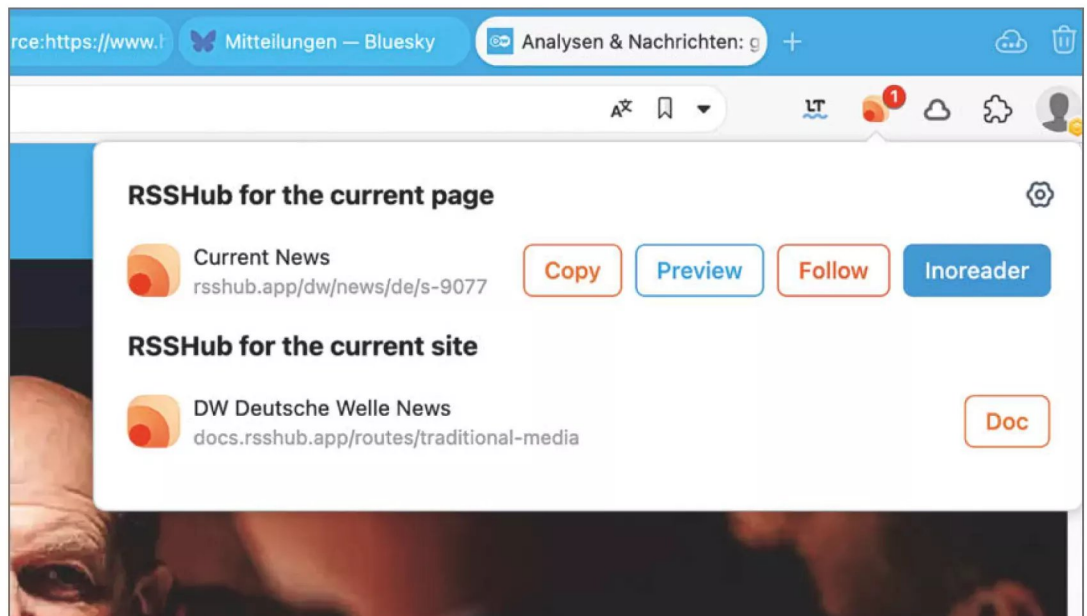 rce:https://www.h
Mitteilungen — Bluesky
Analysen & Nachrichten: g
LT
1
RSSHub for the current page
Current News
rsshub.app/dw/news/de/s-9077
Copy
Preview
Follow
Inoreader
RSSHub for the current site
DW Deutsche Welle News
docs.rsshub.app/routes/traditional-media
Doc